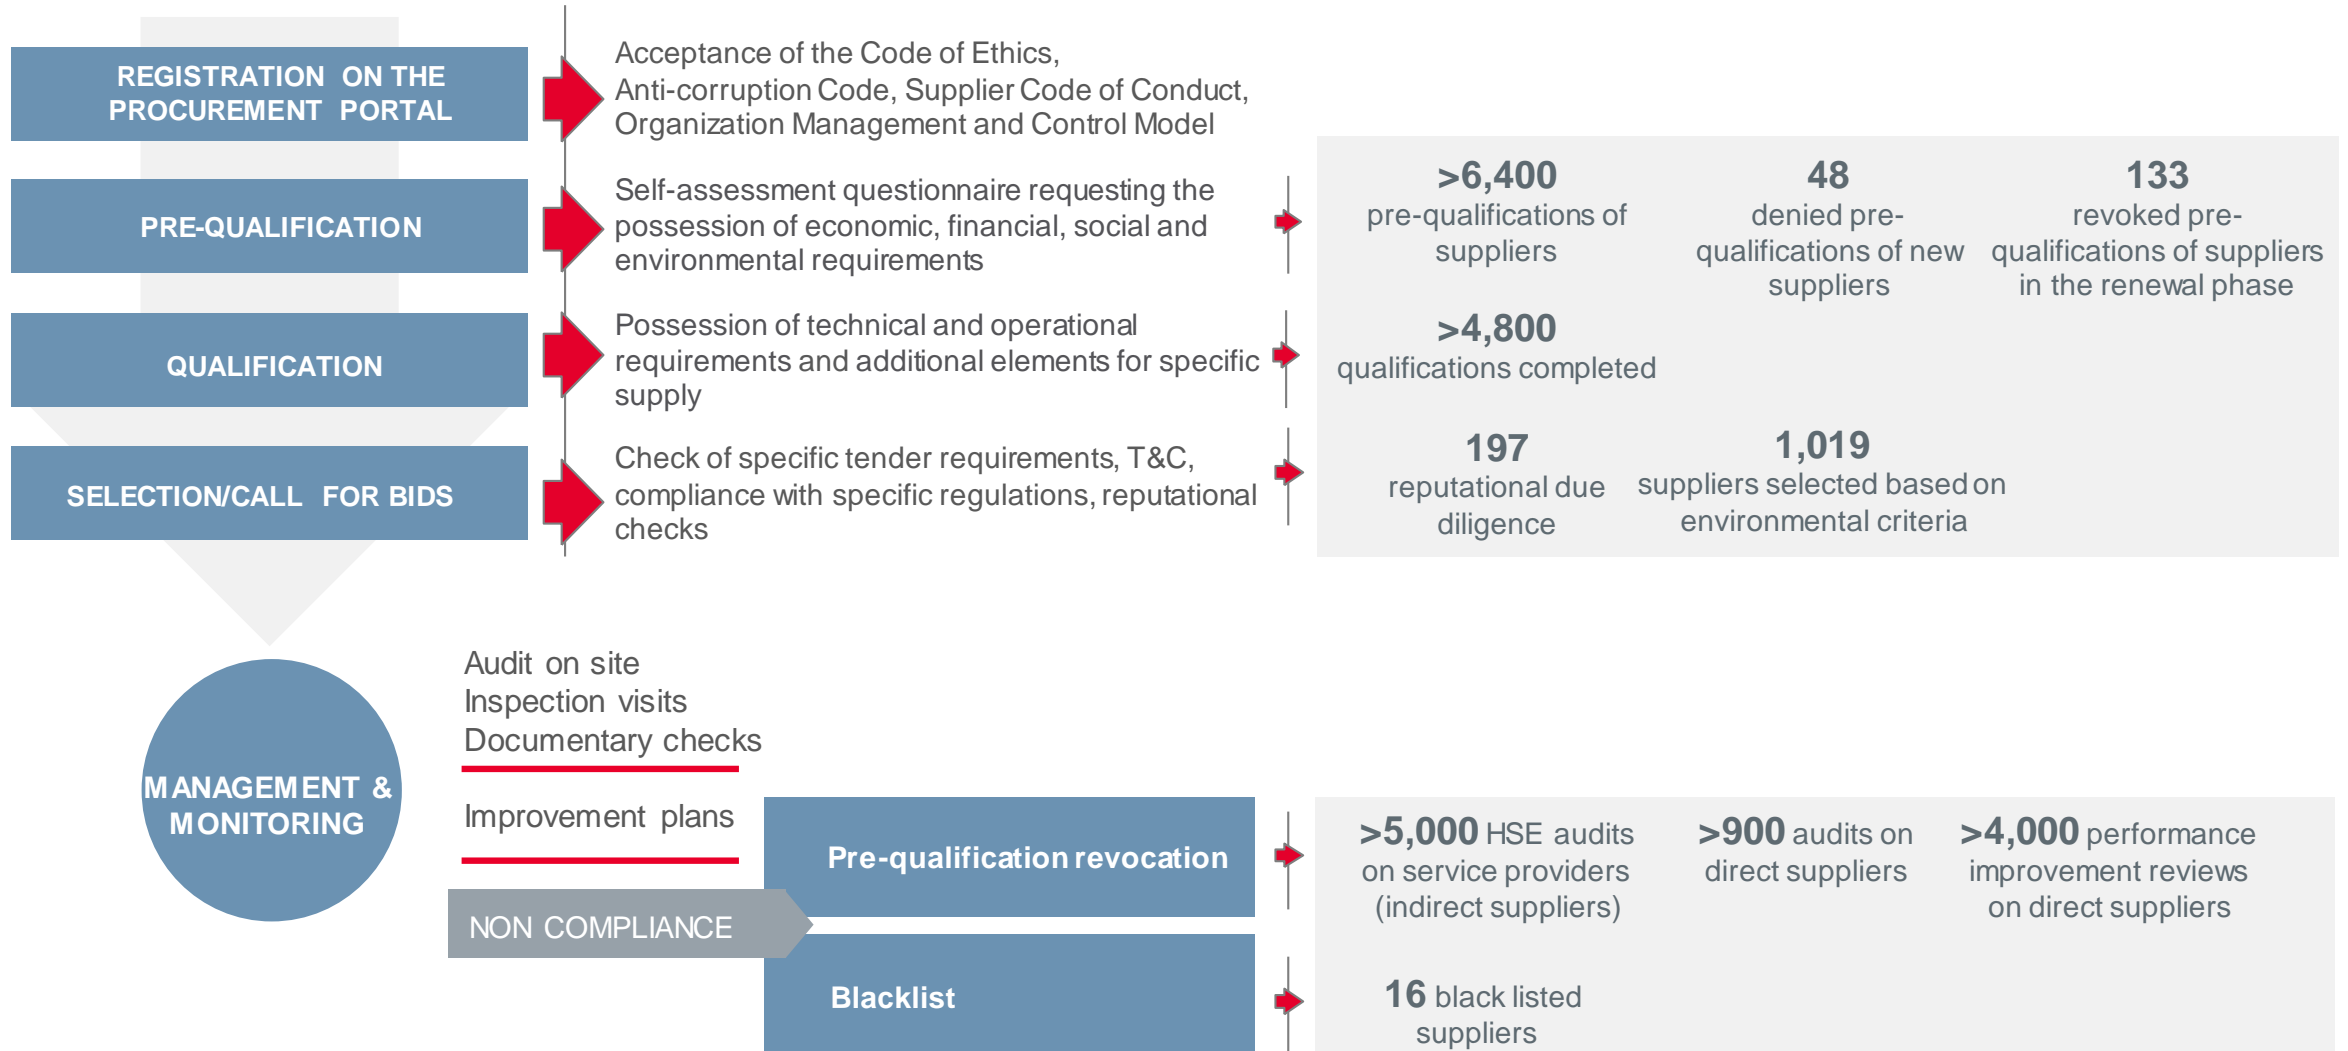 REGISTRATION ON THE
PROCUREMENT PORTAL
Acceptance of the Code of Ethics,
Anti-corruption Code, Supplier Code of Conduct,
Organization Management and Control Model
PRE-QUALIFICATION
Self-assessment questionnaire requesting the
possession of economic, financial, social and
environmental requirements
>6,400
pre-qualifications of
suppliers
48
denied pre-
qualifications of new
suppliers
133
revoked pre-
qualifications of suppliers
in the renewal phase
QUALIFICATION
Possession of technical and operational
requirements and additional elements for specific
supply
>4,800
qualifications completed
SELECTION/CALL FOR BIDS
Check of specific tender requirements, T&C,
compliance with specific regulations, reputational
checks
197
reputational due
diligence
1,019
suppliers selected based on
environmental criteria
MANAGEMENT &
MONITORING
Audit on site
Inspection visits
Documentary checks
Improvement plans
NON COMPLIANCE
Pre-qualification revocation
>5,000 HSE audits
on service providers
(indirect suppliers)
>900 audits on
direct suppliers
>4,000 performance
improvement reviews
on direct suppliers
Blacklist
16 black listed
suppliers